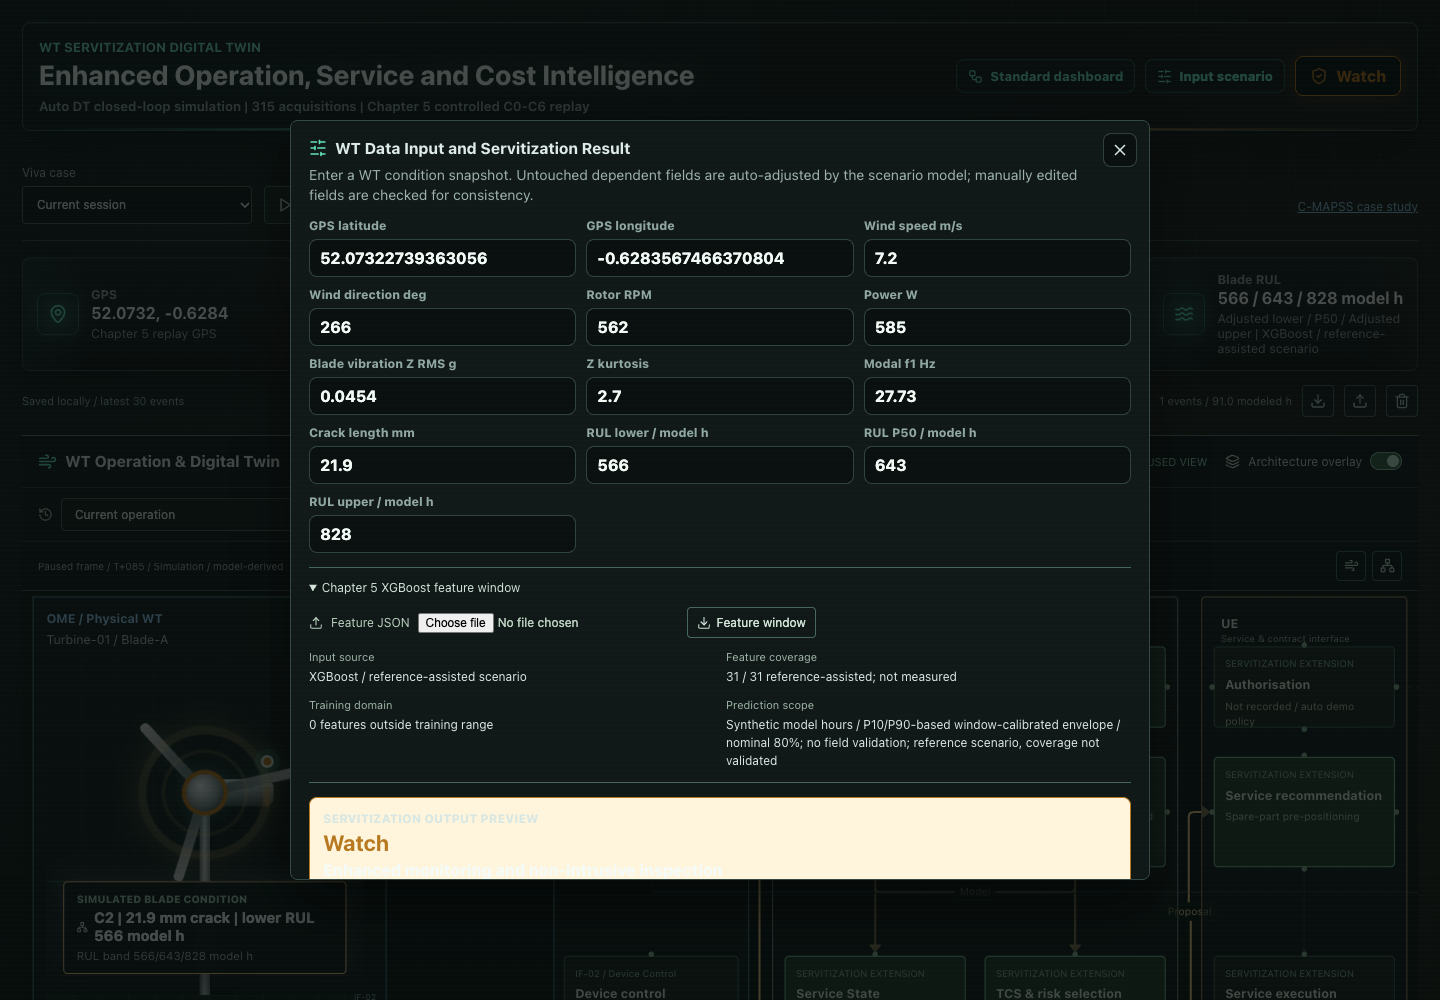 WT SERVITIZATION DIGITAL TWIN
Enhanced Operation, Service and Cost Intelligence
Auto DT closed-loop simulation | 315 acquisitions | Chapter 5 controlled C0-C6 replay
Standard dashboard
Input scenario
Watch
Viva case
Current session
C-MAPSS case study
GPS
52.0732, -0.6284
Chapter 5 replay GPS
Blade RUL
566 / 643 / 828 model h
Adjusted lower / P50 / Adjusted
upper | XGBoost / reference-
assisted scenario
Saved locally / latest 30 events
1 events / 91.0 modeled h
WT Operation & Digital Twin
USED VIEW
Architecture overlay
Current operation
Paused frame / T+085 / Simulation / model-derived
WT Data Input and Servitization Result
Enter a WT condition snapshot. Untouched dependent fields are auto-adjusted by the scenario model; manually edited
fields are checked for consistency.
GPS latitude
52.07322739363056
GPS longitude
-0.6283567466370804
Wind speed m/s
7.2
Wind direction deg
266
Rotor RPM
562
Power W
585
Blade vibration Z RMS g
0.0454
Z kurtosis
2.7
Modal f1 Hz
27.73
Crack length mm
21.9
RUL lower / model h
566
RUL P50 / model h
643
RUL upper / model h
828
Chapter 5 XGBoost feature window
Feature JSON
Choose file No file chosen
Feature window
Input source
XGBoost / reference-assisted scenario
Feature coverage
31 / 31 reference-assisted; not measured
Training domain
0 features outside training range
Prediction scope
Synthetic model hours / P10/P90-based window-calibrated envelope /
nominal 80%; no field validation; reference scenario, coverage not
validated
SERVITIZATION OUTPUT PREVIEW
Watch
Enhanced monitoring and non-intrusive inspection
OME / Physical WT
Turbine-01 / Blade-A
SIMULATED BLADE CONDITION
C2 | 21.9 mm crack | lower RUL
566 model h
RUL band 566/643/828 model h
IF-02
UE
Service & contract interface
SERVITIZATION EXTENSION
Authorisation
Not recorded / auto demo
policy
SERVITIZATION EXTENSION
Service recommendation
Spare-part pre-positioning
Model
Proposal
IF-02 / Device Control
Device control
SERVITIZATION EXTENSION
Service State
SERVITIZATION EXTENSION
TCS & risk selection
SERVITIZATION EXTENSION
Service execution